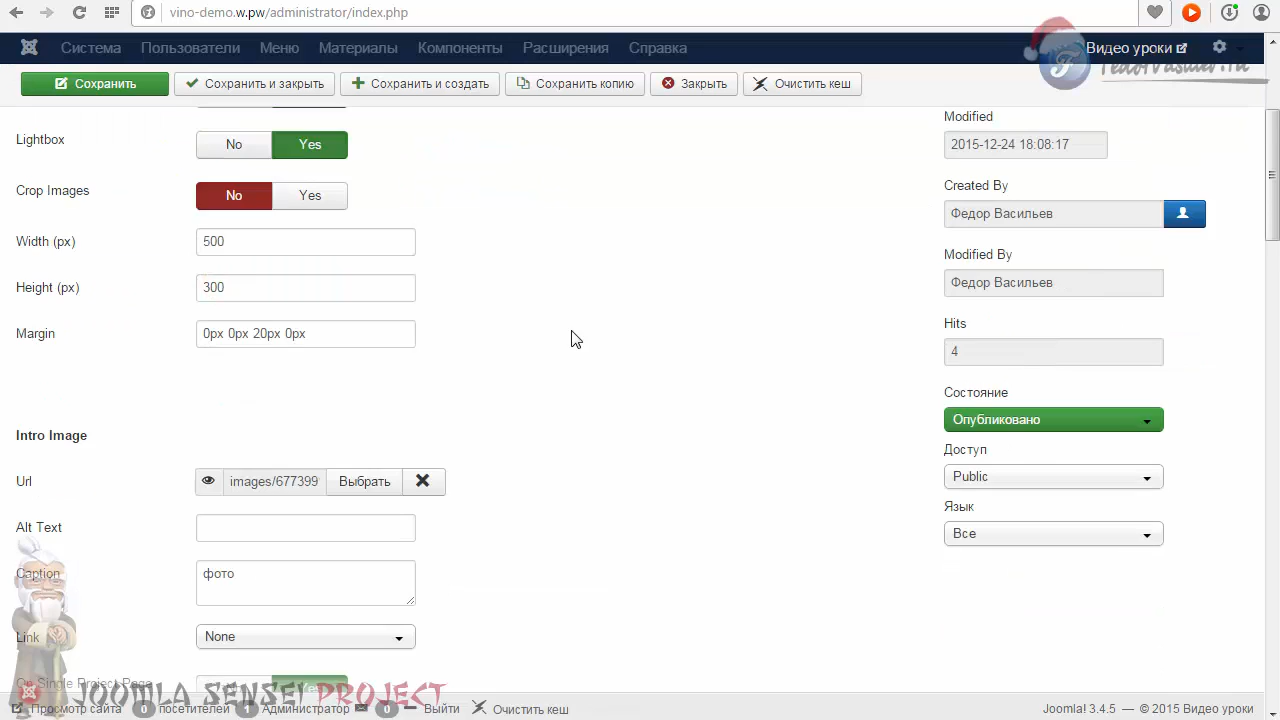 vino-demo.w.pw/administrator/index.php
Система Пользователи Меню Материалы Компоненты Расширения Справка Видео уроки
Сохранить Сохранить и закрыть Сохранить и создать Сохранить копию Закрыть Очистить кеш
Lightbox No Yes
Crop Images No Yes
Width (px) 500
Height (px) 300
Margin 0px 0px 20px 0px
Intro Image
Url images/677399 Выбрать
Alt Text
Caption фото
Link None
On Single Project Page
Modified
2015-12-24 18:08:17
Created By
Федор Васильев
Modified By
Федор Васильев
Hits
4
Состояние
Опубликовано
Доступ
Public
Язык
Все
JOOMLA SENSEI PROJECT
Просмотр сайта 0 посетителей 1 Администратор 0 Выйти Очистить кеш Joomla! 3.4.5 — © 2015 Видео уроки